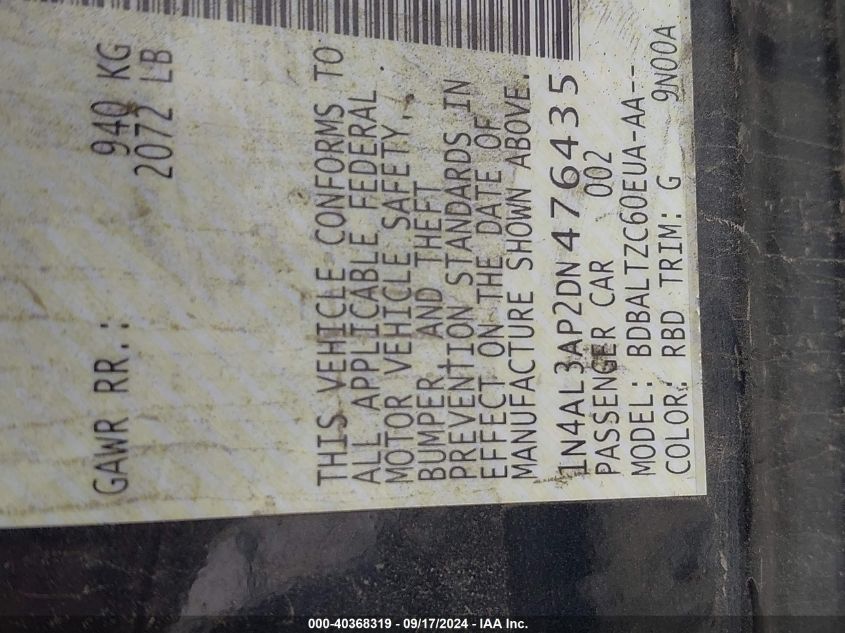 GAWR RR.: 940 KG
2072 LB
THIS VEHICLE CONFORMS TO
ALL APPLICABLE FEDERAL
MOTOR VEHICLE SAFETY,
BUMPER, AND THEFT
PREVENTION STANDARDS IN
EFFECT ON THE DATE OF
MANUFACTURE SHOWN ABOVE.
1N4AL3AP2DN476435
PASSENGER CAR 002
MODEL: BDBALTZC60EUA-AA--
COLOR: RBD TRIM: G 9N00A
000-40368319 - 09/17/2024 - IAA Inc.